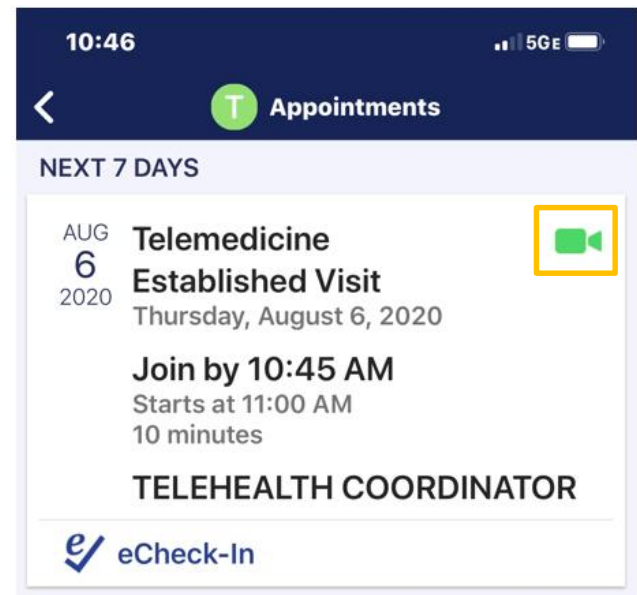 10:46 5GE
T Appointments
NEXT 7 DAYS
AUG
6
2020
Telemedicine
Established Visit
Thursday, August 6, 2020
Join by 10:45 AM
Starts at 11:00 AM
10 minutes
TELEHEALTH COORDINATOR
e eCheck-In